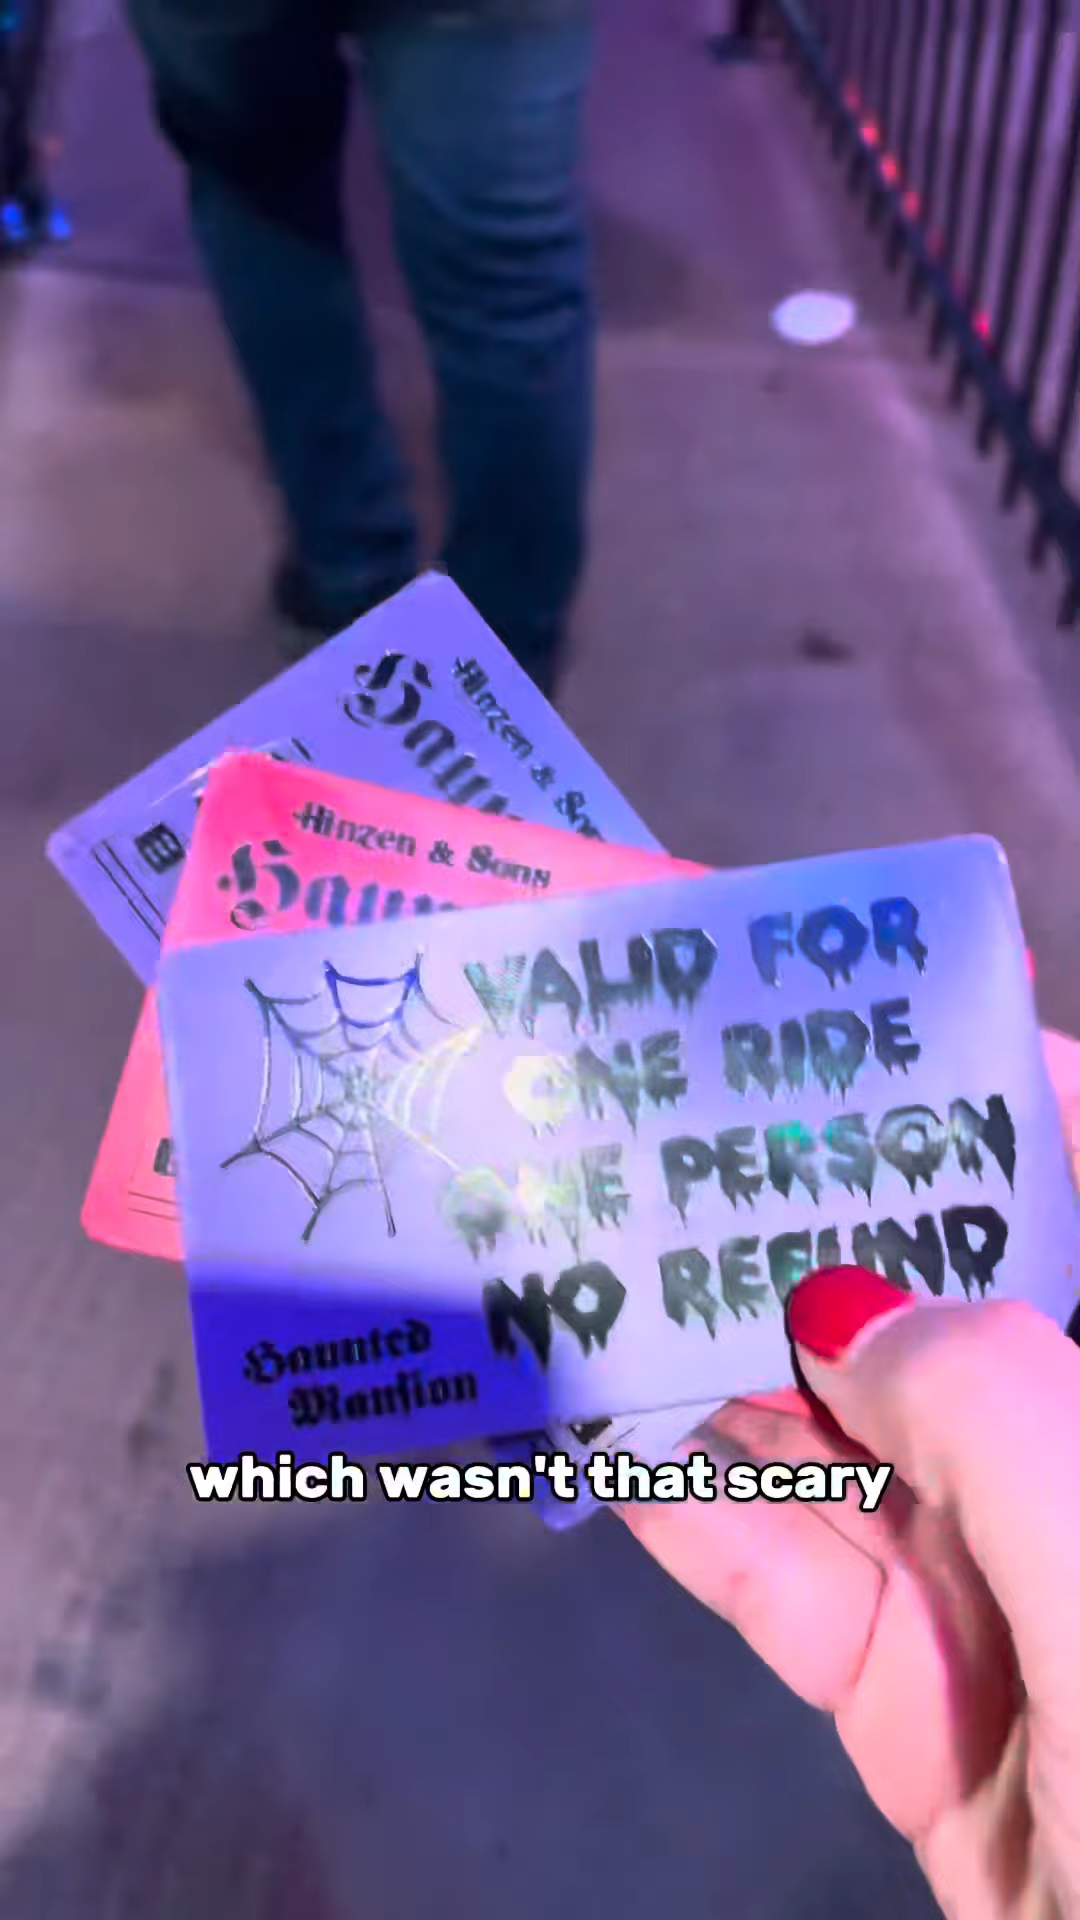 Hinzen & Sons
Hinzen & Sons
VALID FOR
ONE RIDE
ONE PERSON
NO REFUND
Haunted
Mansion
which wasn't that scary